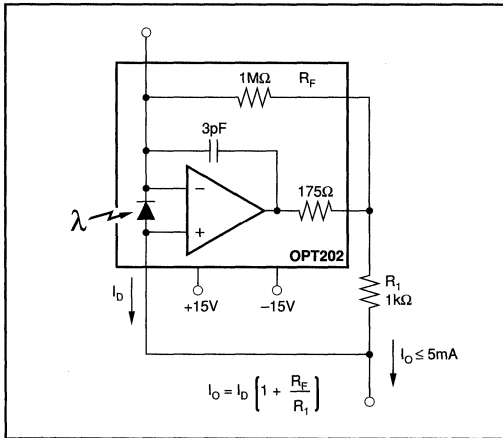 1MΩ R_F
3pF
175Ω
−
+
λ
OPT202
I_D
+15V
−15V
R_1
1kΩ
I_O ≤ 5mA
I_O = I_D [1 + R_F / R_1]